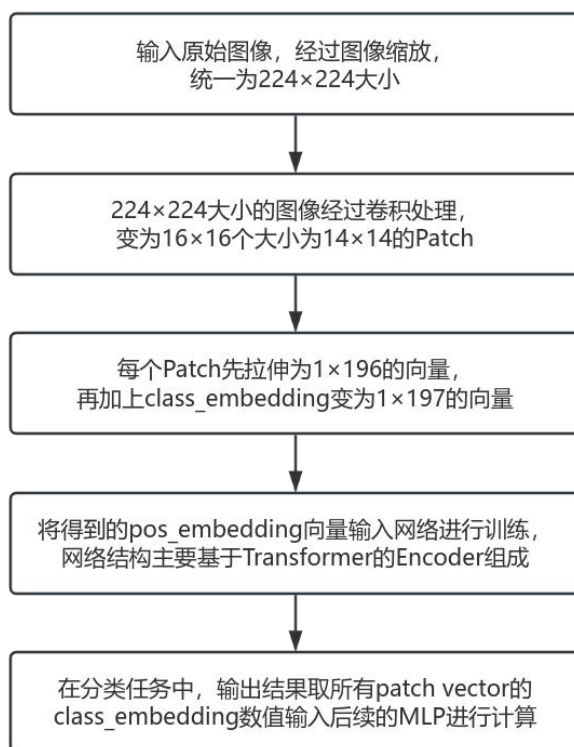 输入原始图像，经过图像缩放，
统一为224×224大小
224×224大小的图像经过卷积处理，
变为16×16个大小为14×14的Patch
每个Patch先拉伸为1×196的向量，
再加上class_embedding变为1×197的向量
将得到的pos_embedding向量输入网络进行训练，
网络结构主要基于Transformer的Encoder组成
在分类任务中，输出结果取所有patch vector的
class_embedding数值输入后续的MLP进行计算